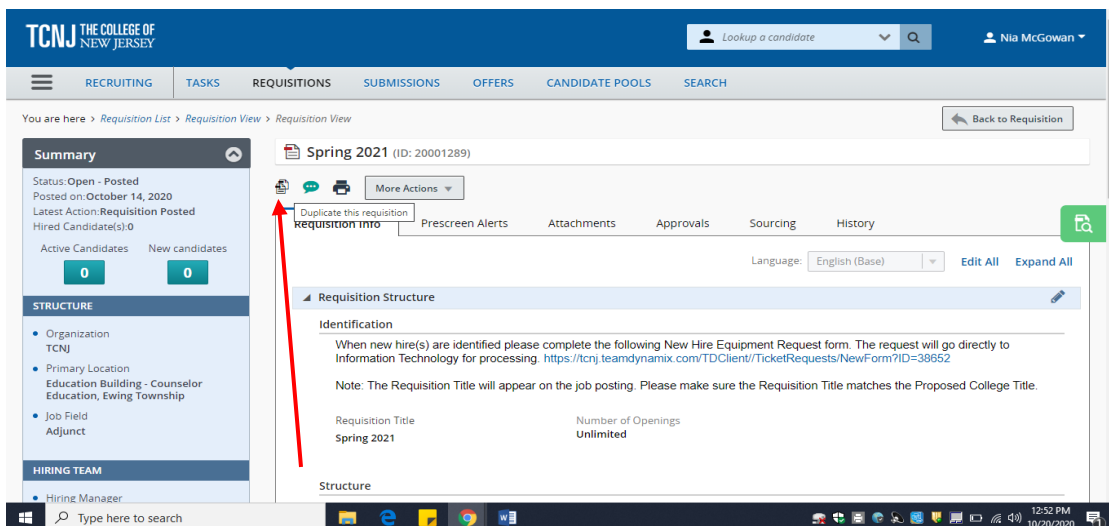 TCNJ THE COLLEGE OF
NEW JERSEY
Lookup a candidate
Nia McGowan
RECRUITING TASKS REQUISITIONS SUBMISSIONS OFFERS CANDIDATE POOLS SEARCH
You are here > Requisition List > Requisition View > Requisition View
Back to Requisition
Summary
Status:Open - Posted
Posted on:October 14, 2020
Latest Action:Requisition Posted
Hired Candidate(s):0
Active Candidates New candidates
0 0
STRUCTURE
Organization
TCNJ
Primary Location
Education Building - Counselor
Education, Ewing Township
Job Field
Adjunct
HIRING TEAM
Hiring Manager
Spring 2021 (ID: 20001289)
More Actions
Duplicate this requisition
Requisition Info Prescreen Alerts Attachments Approvals Sourcing History
Language: English (Base) Edit All Expand All
Requisition Structure
Identification
When new hire(s) are identified please complete the following New Hire Equipment Request form. The request will go directly to
Information Technology for processing. https://tcnj.teamdynamix.com/TDClient//TicketRequests/NewForm?ID=38652
Note: The Requisition Title will appear on the job posting. Please make sure the Requisition Title matches the Proposed College Title.
Requisition Title Number of Openings
Spring 2021 Unlimited
Structure
Type here to search
12:52 PM
10/20/2020